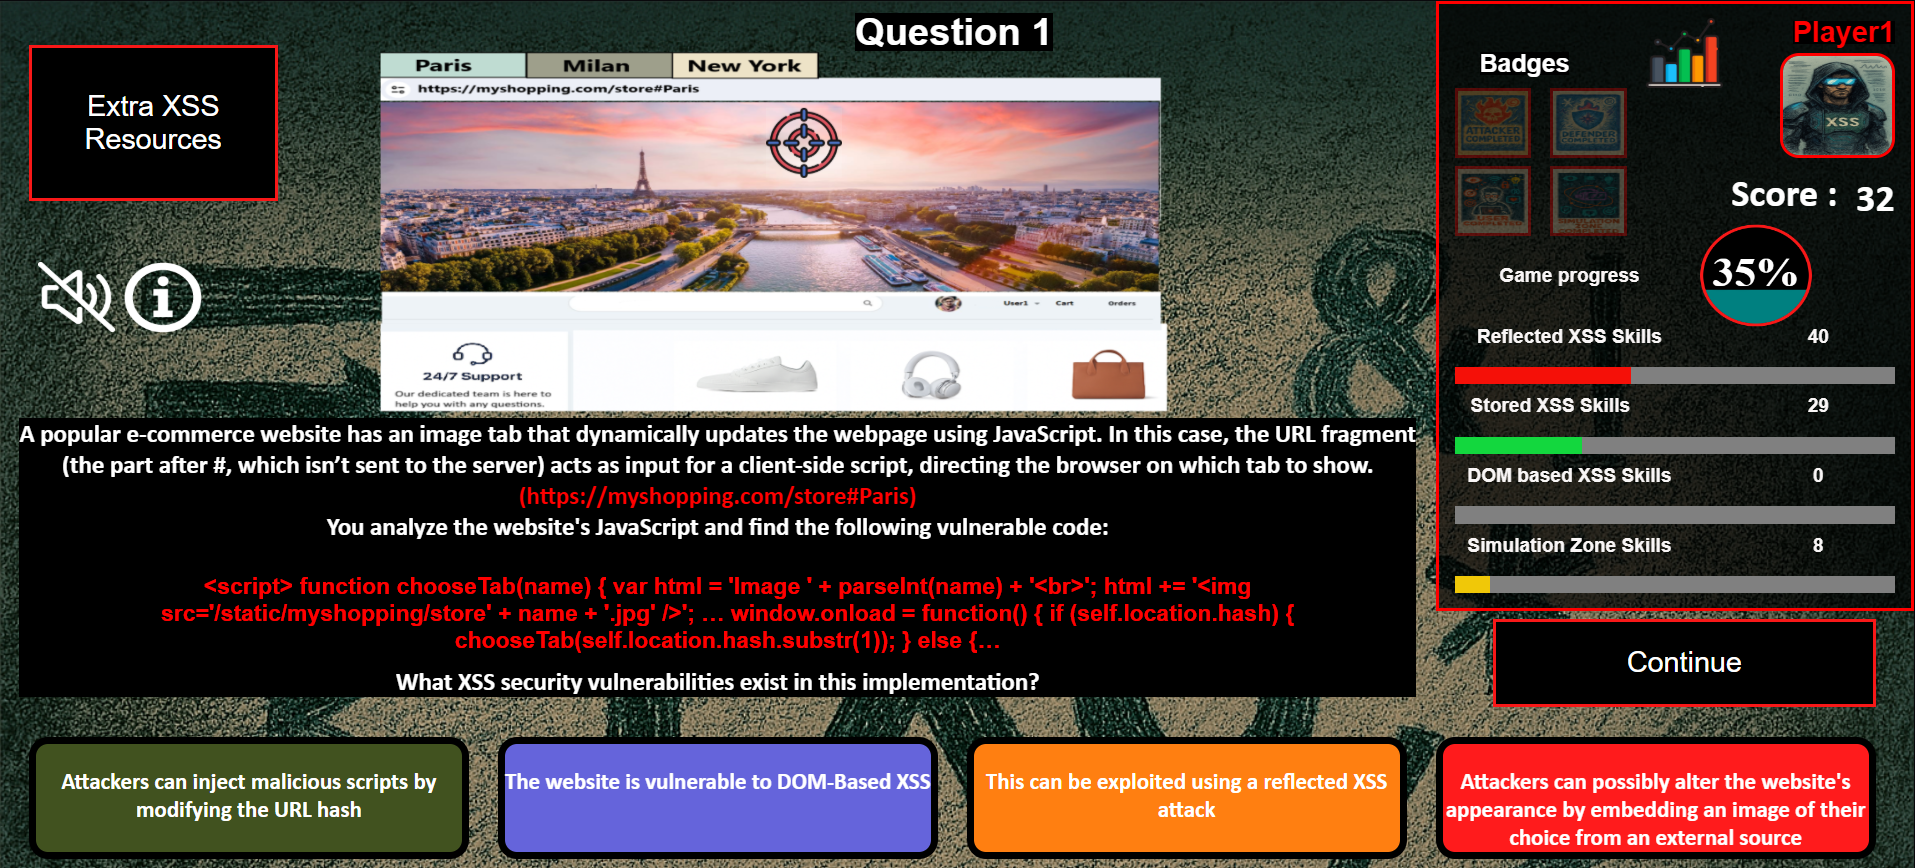 Question 1
Extra XSS
Resources
Paris
Milan
New York
https://myshopping.com/store#Paris
User1
Cart
Orders
24/7 Support
Our dedicated team is here to
help you with any questions.
A popular e-commerce website has an image tab that dynamically updates the webpage using JavaScript. In this case, the URL fragment
(the part after #, which isn’t sent to the server) acts as input for a client-side script, directing the browser on which tab to show.
(https://myshopping.com/store#Paris)
You analyze the website's JavaScript and find the following vulnerable code:
<script> function chooseTab(name) { var html = 'Image ' + parseInt(name) + '<br>'; html += '<img
src='/static/myshopping/store' + name + '.jpg' />'; … window.onload = function() { if (self.location.hash) {
chooseTab(self.location.hash.substr(1)); } else {…
What XSS security vulnerabilities exist in this implementation?
Attackers can inject malicious scripts by
modifying the URL hash
The website is vulnerable to DOM-Based XSS
This can be exploited using a reflected XSS
attack
Attackers can possibly alter the website's
appearance by embedding an image of their
choice from an external source
Player1
Badges
ATTACKER
COMPLETED
DEFENDER
COMPLETED
XSS
Score : 32
Game progress
35%
Reflected XSS Skills 40
Stored XSS Skills 29
DOM based XSS Skills 0
Simulation Zone Skills 8
Continue